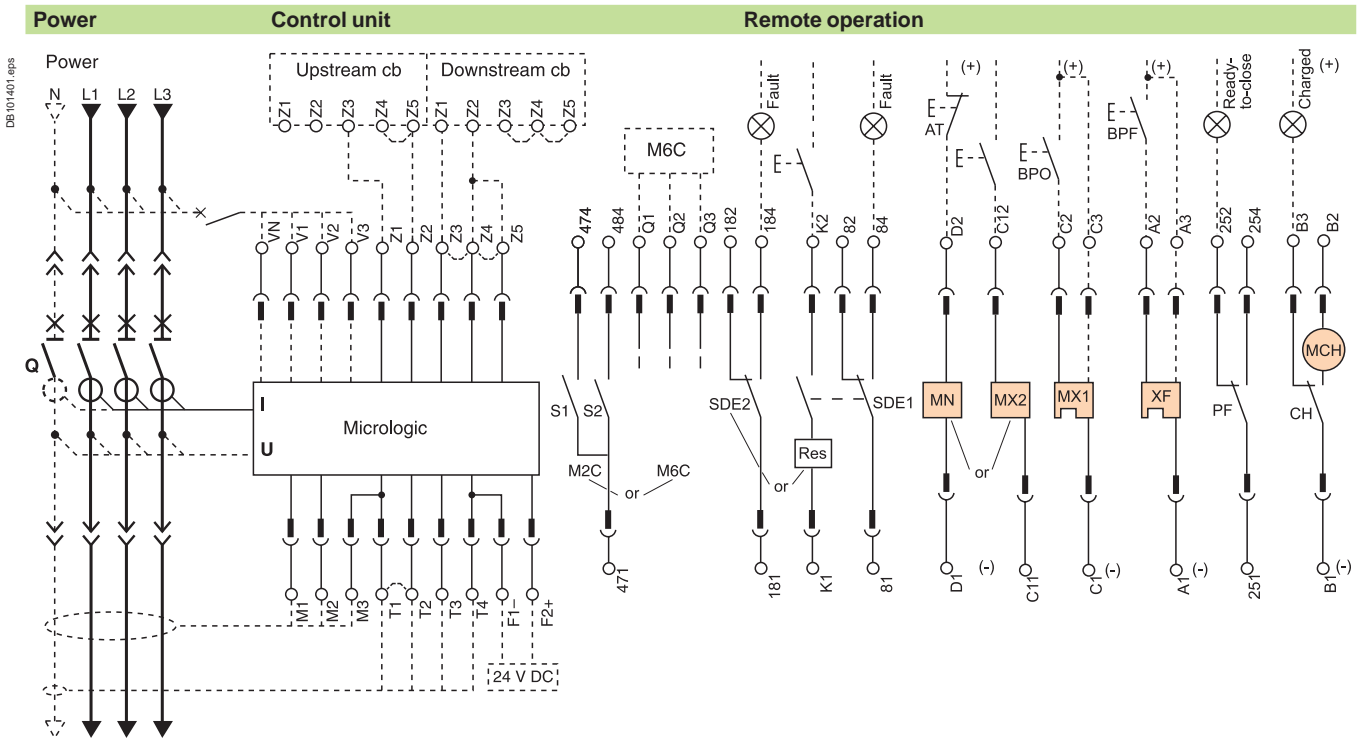 Power Control unit Remote operation
DB101401.eps
Power
N L1 L2 L3
Upstream cb Downstream cb
Z1 Z2 Z3 Z4 Z5 Z1 Z2 Z3 Z4 Z5
M6C
Fault
Fault
(+)
AT
(+)
BPO
(+)
BPF
Ready-
to-close
Charged
(+)
VN V1 V2 V3 Z1 Z2 Z3 Z4 Z5
474 484 Q1 Q2 Q3 182 184 K2 82 84 D2 C12 C2 C3 A2 A3 252 254 B3 B2
Q
I
U
Micrologic
S1 S2
M2C or M6C
SDE2
or
Res
SDE1
MN
MX2
or
MX1
XF
PF
CH
MCH
M1 M2 M3 T1 T2 T3 T4 F1– F2+
24 V DC
471 181 K1 81 D1 (-) C11 C1 (-) A1 (-) 251 B1 (-)